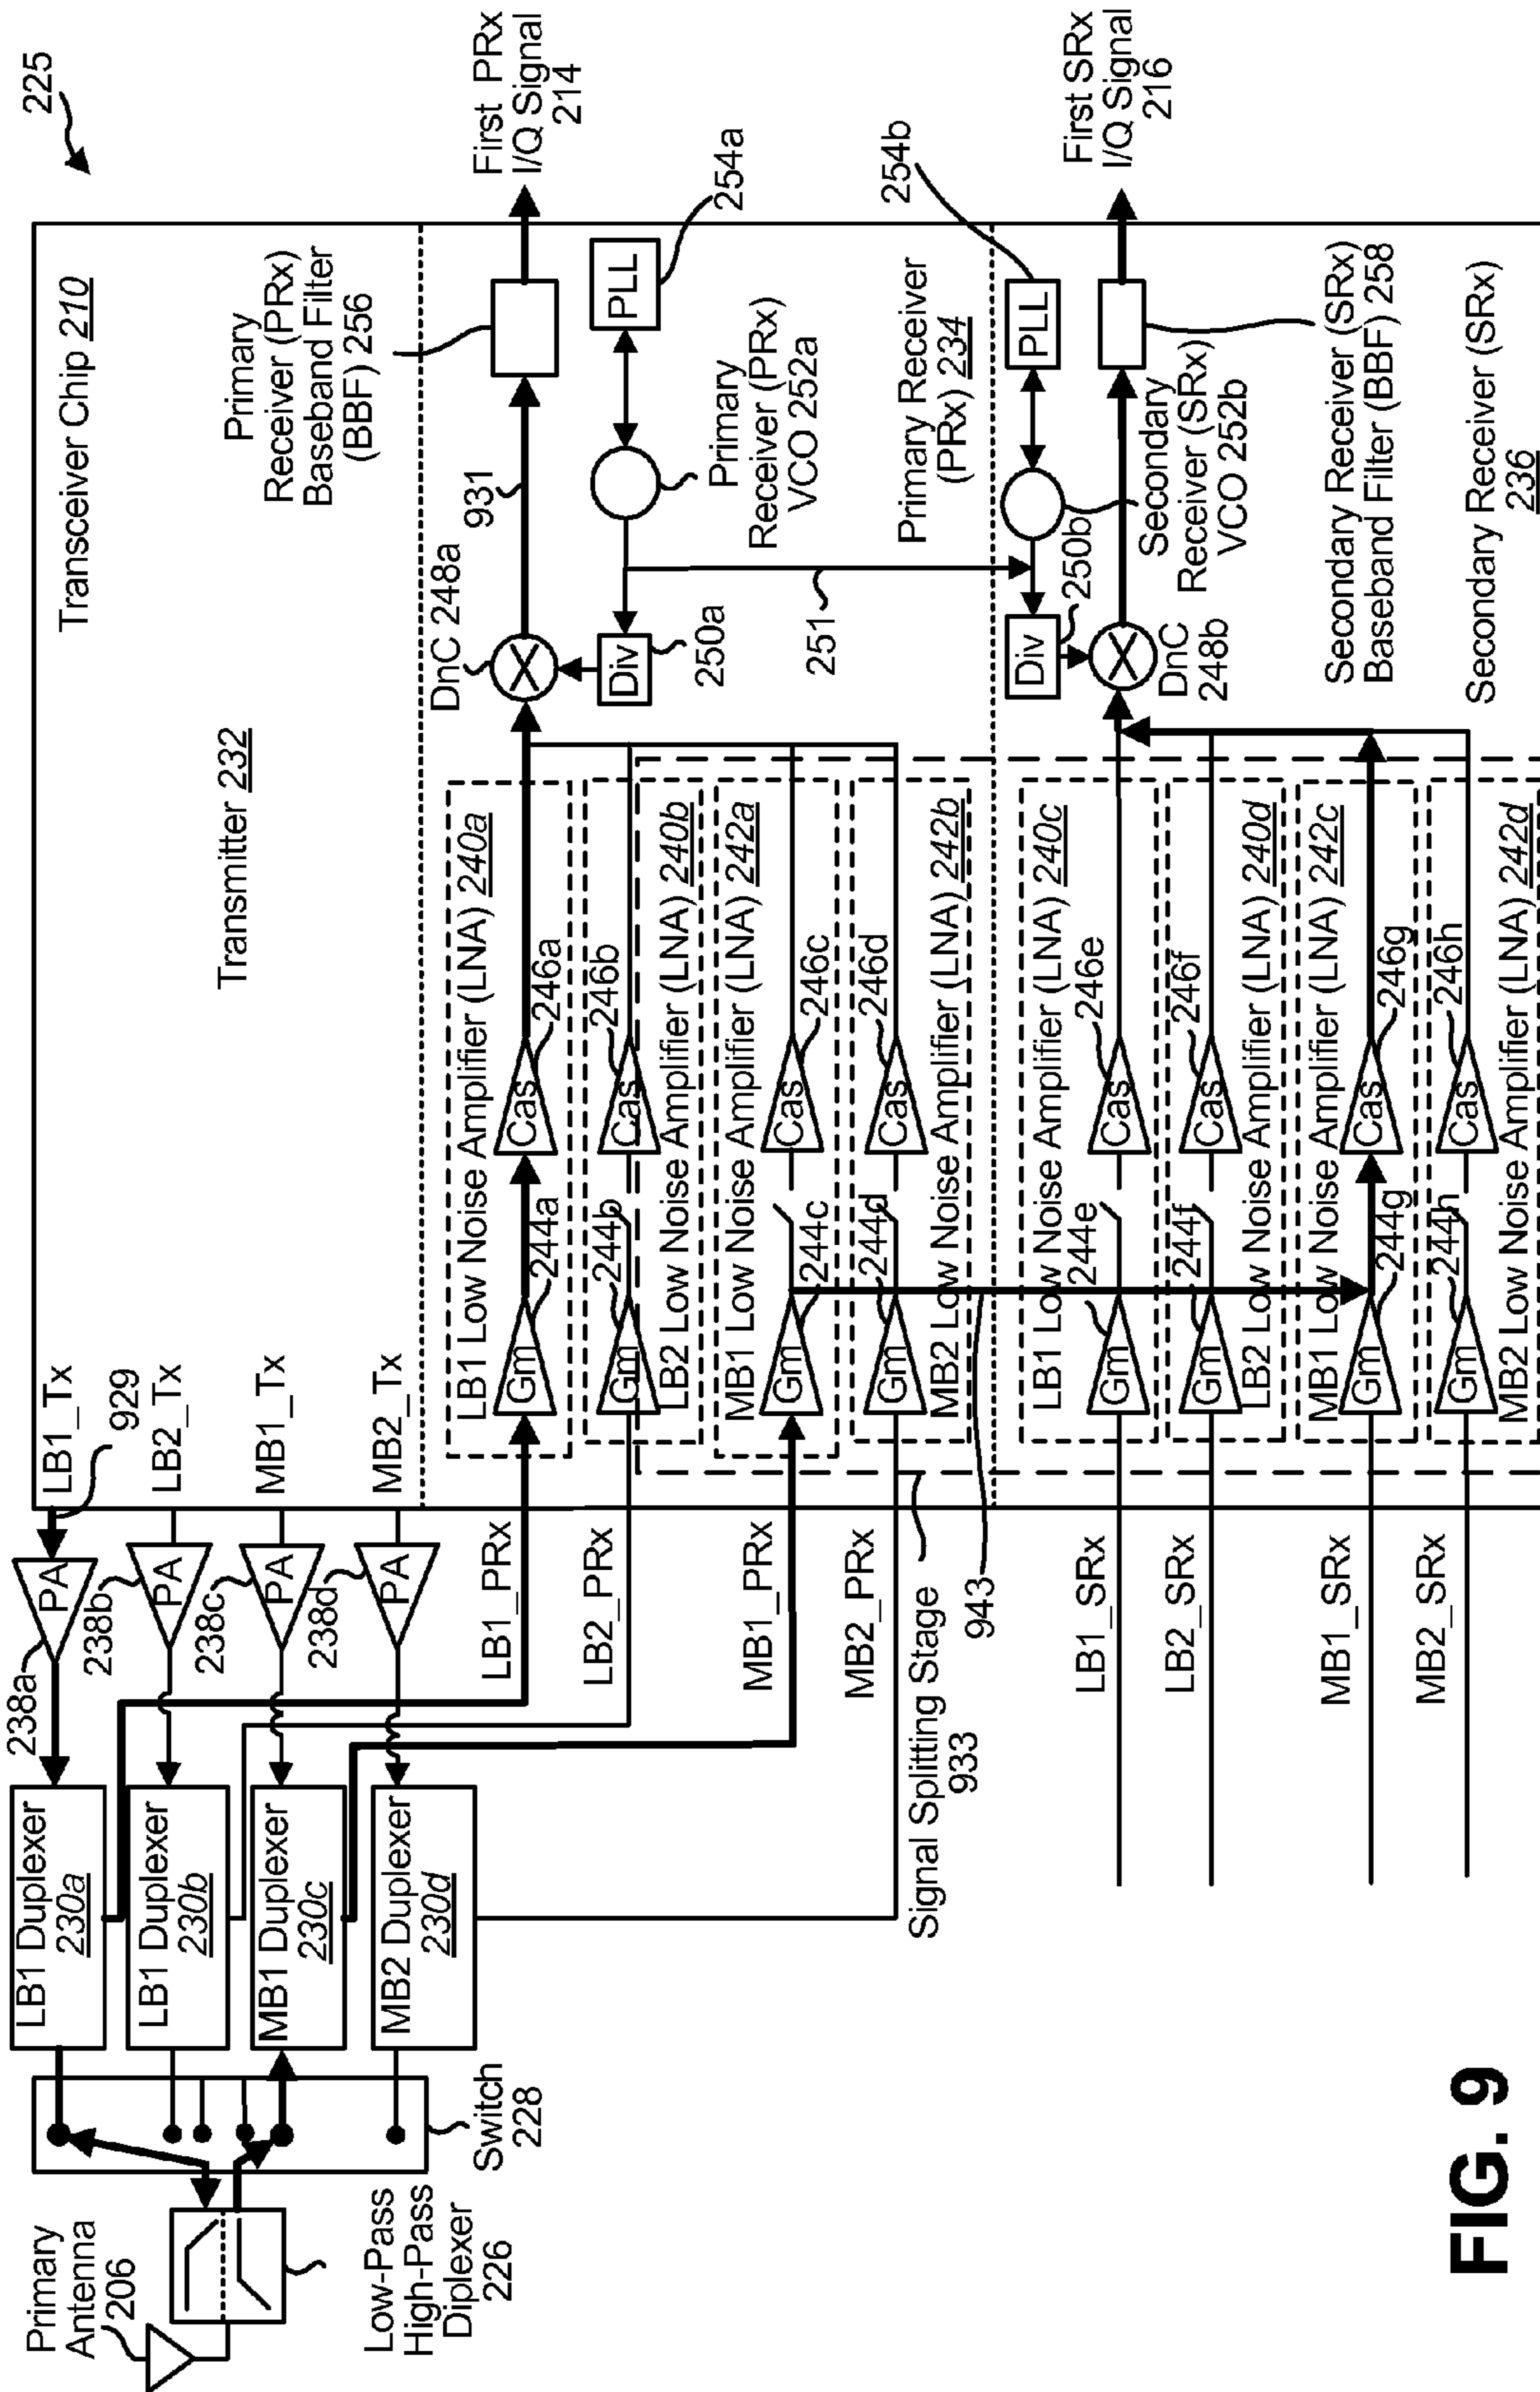 225
Transceiver Chip 210
Transmitter 232
Primary
Antenna
206
Low-Pass
High-Pass
Diplexer
226
Switch
228
LB1 Duplexer
230a
LB1 Duplexer
230b
MB1 Duplexer
230c
MB2 Duplexer
230d
238a
PA
238b
PA
238c
PA
238d
PA
LB1_Tx
929
LB2_Tx
MB1_Tx
MB2_Tx
LB1_PRx
LB2_PRx
MB1_PRx
MB2_PRx
Signal Splitting Stage
933
943
LB1_SRx
LB2_SRx
MB1_SRx
MB2_SRx
LB1 Low Noise Amplifier (LNA) 240a
Gm
244a
Cas
246a
Gm
244b
Cas
246b
LB2 Low Noise Amplifier (LNA) 240b
MB1 Low Noise Amplifier (LNA) 242a
Gm
244c
Cas
246c
Gm
244d
Cas
246d
MB2 Low Noise Amplifier (LNA) 242b
LB1 Low Noise Amplifier (LNA) 240c
Gm
244e
Cas
246e
Gm
244f
Cas
246f
LB2 Low Noise Amplifier (LNA) 240d
MB1 Low Noise Amplifier (LNA) 242c
Gm
244g
Cas
246g
Gm
244h
Cas
246h
MB2 Low Noise Amplifier (LNA) 242d
Primary
Receiver (PRx)
Baseband Filter
(BBF) 256
DnC 248a
931
First PRx
I/Q Signal
214
Div
250a
PLL
254a
Primary
Receiver (PRx)
VCO 252a
251
Primary Receiver
(PRx) 234
254b
PLL
Div
250b
DnC
248b
Secondary
Receiver (SRx)
VCO 252b
First SRx
I/Q Signal
216
Secondary Receiver (SRx)
Baseband Filter (BBF) 258
Secondary Receiver (SRx)
236
FIG. 9